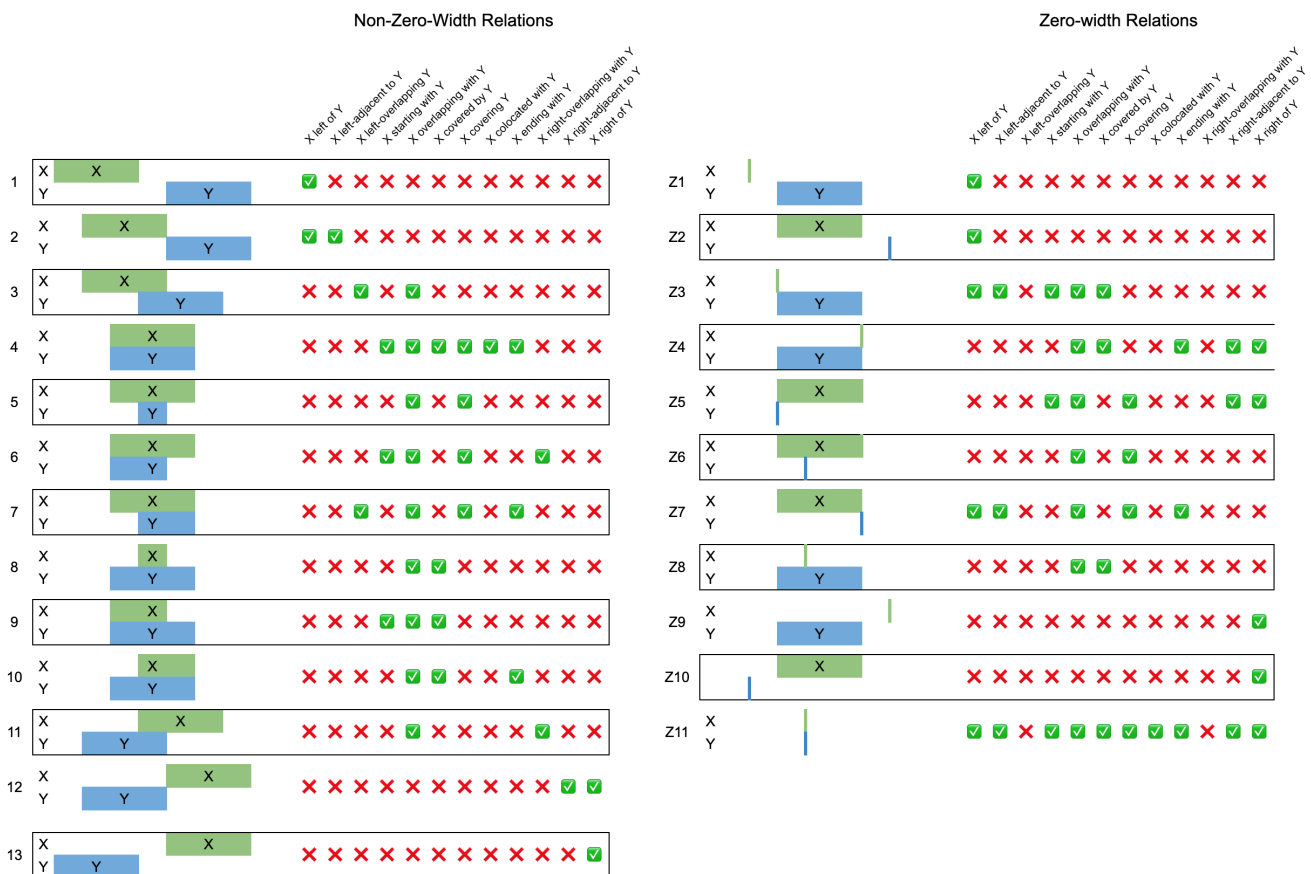 Non-Zero-Width Relations
X left of Y
X left-adjacent to Y
X left-overlapping Y
X starting with Y
X overlapping with Y
X covered by Y
X covering Y
X colocated with Y
X ending with Y
X right-overlapping with Y
X right-adjacent to Y
X right of Y
X X
1
Y Y
X X
2
Y Y
X X
3
Y Y
X X
4
Y Y
X X
5
Y Y
X X
6
Y Y
X X
7
Y Y
X X
8
Y Y
X X
9
Y Y
X X
10
Y Y
X X
11
Y Y
X X
12
Y Y
X X
13
Y Y
Zero-width Relations
X left of Y
X left-adjacent to Y
X left-overlapping Y
X starting with Y
X overlapping with Y
X covered by Y
X covering Y
X colocated with Y
X ending with Y
X right-overlapping with Y
X right-adjacent to Y
X right of Y
X
Z1
Y Y
X X
Z2
Y
X
Z3
Y Y
X
Z4
Y Y
X X
Z5
Y
X X
Z6
Y
X X
Z7
Y
X
Z8
Y Y
X
Z9
Y Y
X
Z10
X
Z11
Y